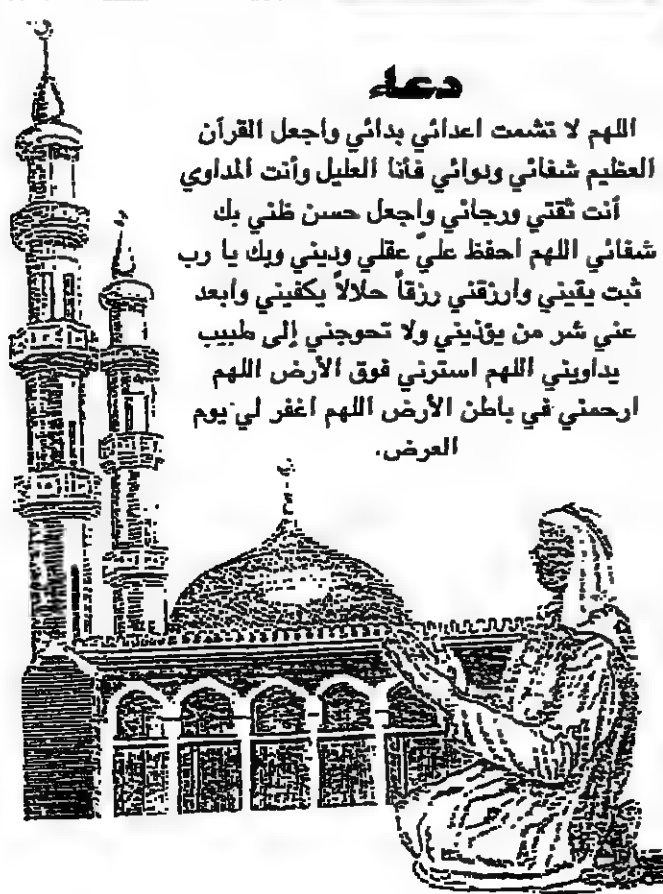 دعاء
اللهم لا تشمت اعدائي بدائي واجعل القرآن
العظيم شفائي ودوائي فأنا العليل وأنت المداوي
أنت ثقتي ورجائي واجعل حسن ظني بك
شفائي اللهم احفظ عليّ عقلي وديني وبك يا رب
ثبت يقيني وارزقني رزقاً حلالاً يكفيني وابعد
عني شر من يؤذيني ولا تحوجني إلى طبيب
يداويني اللهم استرني فوق الأرض اللهم
ارحمني في باطن الأرض اللهم اغفر لي يوم
العرض.